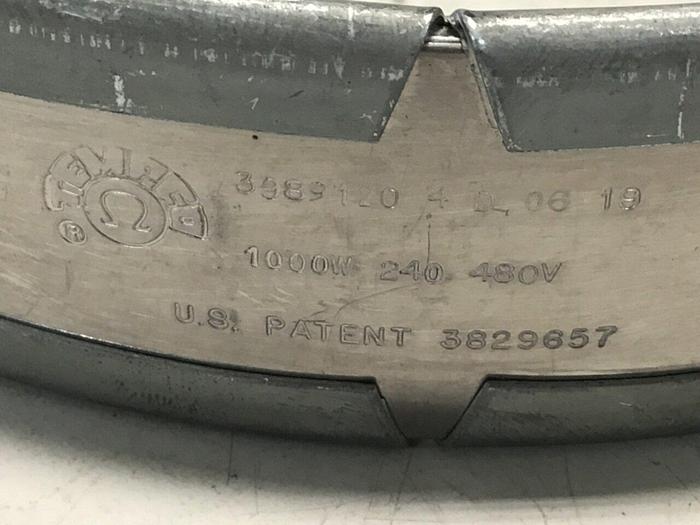 TEMPCO
Ω
®
3989120 4 D 06 19
1000W 240 480V
U.S. PATENT 3829657